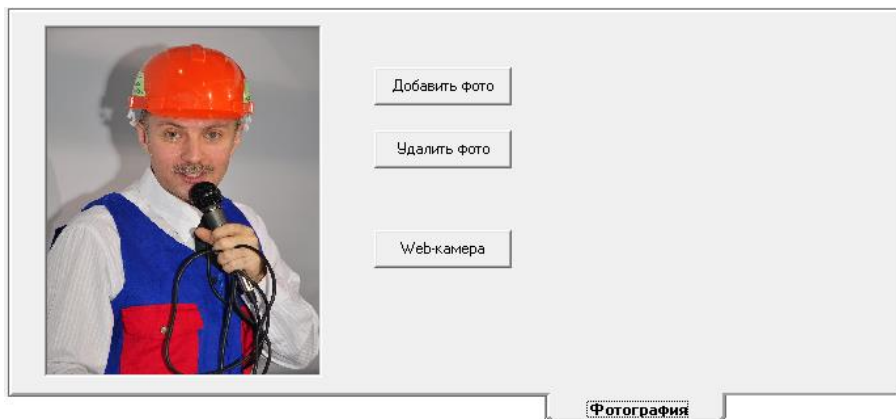 Добавить фото
Удалить фото
Web-камера
Фотография